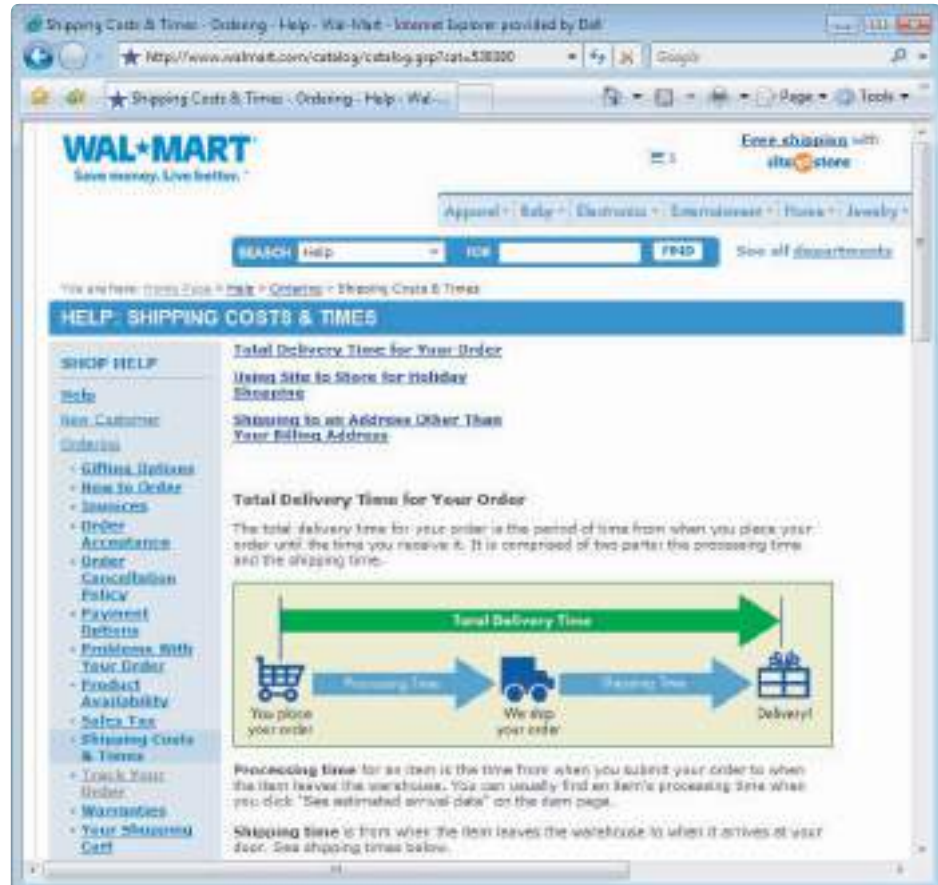 Shipping Costs & Times - Ordering - Help - Wal-Mart - Internet Explorer provided by Dell
http://www.walmart.com/catalog/catalog.gsp?cat=538300
Google
Shipping Costs & Times - Ordering - Help - Wal-...
Page
Tools
WAL★MART
Save money. Live better.
Free shipping with
site to store
Apparel
Baby
Electronics
Entertainment
Home
Jewelry
SEARCH
Help
FOR
FIND
See all departments
You are here: Home Page > Help > Ordering > Shipping Costs & Times
HELP: SHIPPING COSTS & TIMES
SHOP HELP
Help
New Customer
Ordering
Gifting Options
How to Order
Invoices
Order
Acceptance
Order
Cancellation
Policy
Payment
Options
Problems With
Your Order
Product
Availability
Sales Tax
Shipping Costs
& Times
Track Your
Order
Warranties
Your Shopping
Cart
Total Delivery Time for Your Order
Using Site to Store for Holiday
Shopping
Shipping to an Address Other Than
Your Billing Address
Total Delivery Time for Your Order
The total delivery time for your order is the period of time from when you place your
order until the time you receive it. It is comprised of two parts: the processing time
and the shipping time.
Total Delivery Time
Processing Time
Shipping Time
You place
your order
We ship
your order
Delivery!
Processing time for an item is the time from when you submit your order to when
the item leaves the warehouse. You can usually find an item's processing time when
you click "See estimated arrival date" on the item page.
Shipping time is from when the item leaves the warehouse to when it arrives at your
door. See shipping times below.